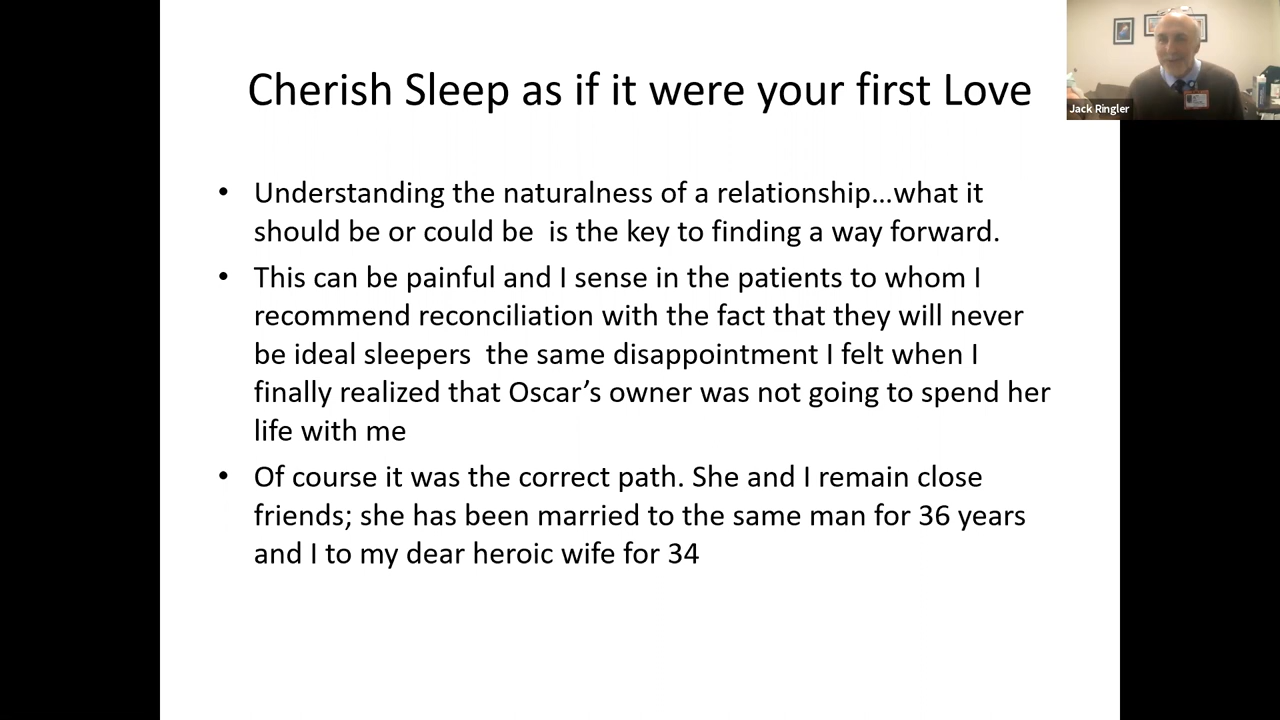 Cherish Sleep as if it were your first Love
Jack Ringler
• Understanding the naturalness of a relationship…what it
should be or could be  is the key to finding a way forward.
• This can be painful and I sense in the patients to whom I
recommend reconciliation with the fact that they will never
be ideal sleepers  the same disappointment I felt when I
finally realized that Oscar’s owner was not going to spend her
life with me
• Of course it was the correct path. She and I remain close
friends; she has been married to the same man for 36 years
and I to my dear heroic wife for 34